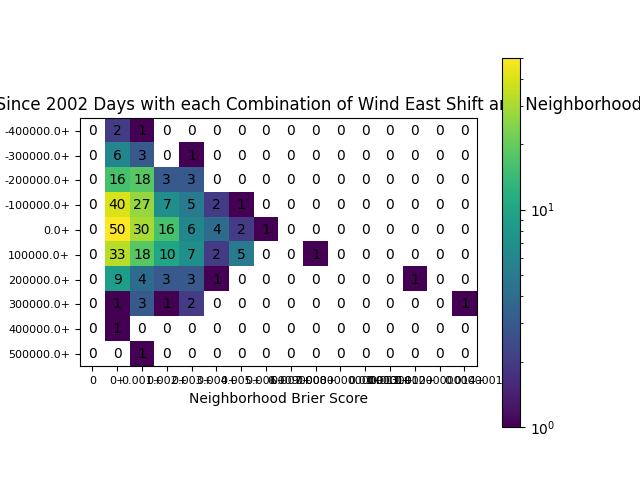 Since 2002 Days with each Combination of Wind East Shift and Neighborhood
-400000.0+ 0 2 1 0 0 0 0 0 0 0 0 0 0 0 0 0
-300000.0+ 0 6 3 0 1 0 0 0 0 0 0 0 0 0 0 0
-200000.0+ 0 16 18 3 3 0 0 0 0 0 0 0 0 0 0 0
-100000.0+ 0 40 27 7 5 2 1 0 0 0 0 0 0 0 0 0
0.0+ 0 50 30 16 6 4 2 1 0 0 0 0 0 0 0 0
100000.0+ 0 33 18 10 7 2 5 0 0 1 0 0 0 0 0 0
200000.0+ 0 9 4 3 3 1 0 0 0 0 0 0 0 1 0 0
300000.0+ 0 1 3 1 2 0 0 0 0 0 0 0 0 0 0 1
400000.0+ 0 1 0 0 0 0 0 0 0 0 0 0 0 0 0 0
500000.0+ 0 0 1 0 0 0 0 0 0 0 0 0 0 0 0 0
0 0+
Neighborhood Brier Score
10^1
10^0